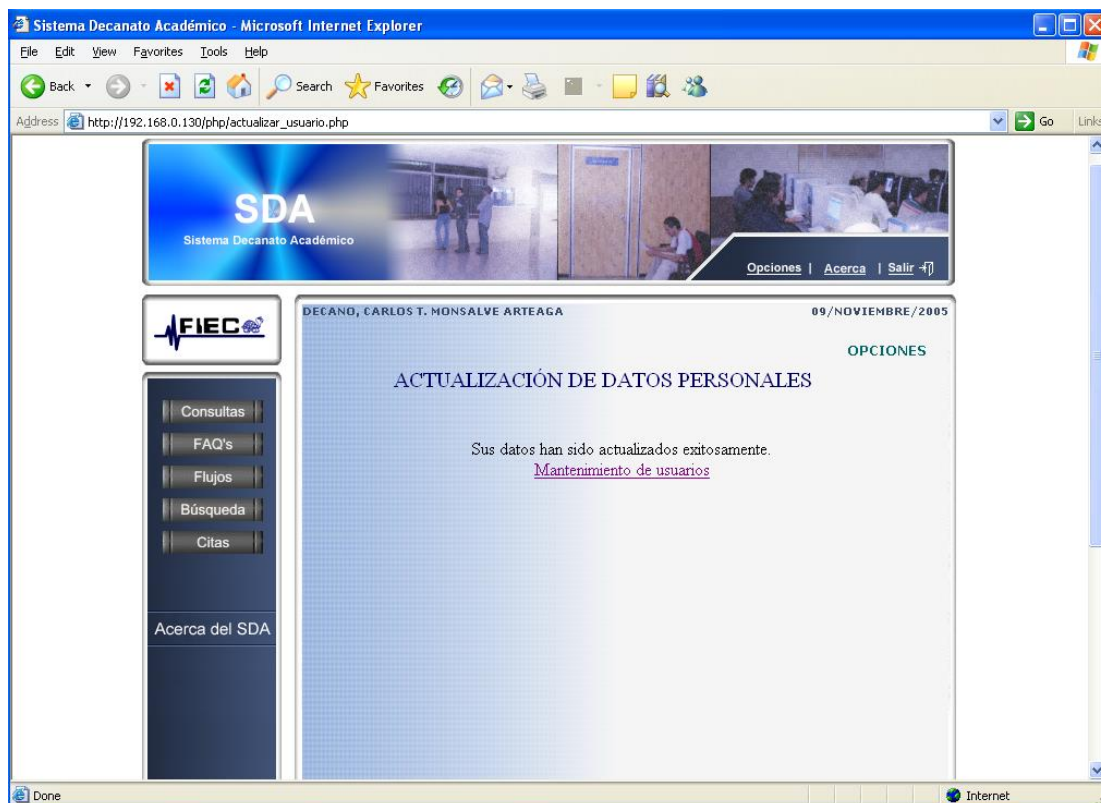 Sistema Decanato Académico - Microsoft Internet Explorer
File Edit View Favorites Tools Help
Back Search Favorites
Address http://192.168.0.130/php/actualizar_usuario.php Go Links
SDA
Sistema Decanato Académico
Opciones | Acerca | Salir
FIEC
DECANO, CARLOS T. MONSALVE ARTEAGA 09/NOVIEMBRE/2005
OPCIONES
ACTUALIZACIÓN DE DATOS PERSONALES
Sus datos han sido actualizados exitosamente.
Mantenimiento de usuarios
Consultas
FAQ's
Flujos
Búsqueda
Citas
Acerca del SDA
Done Internet